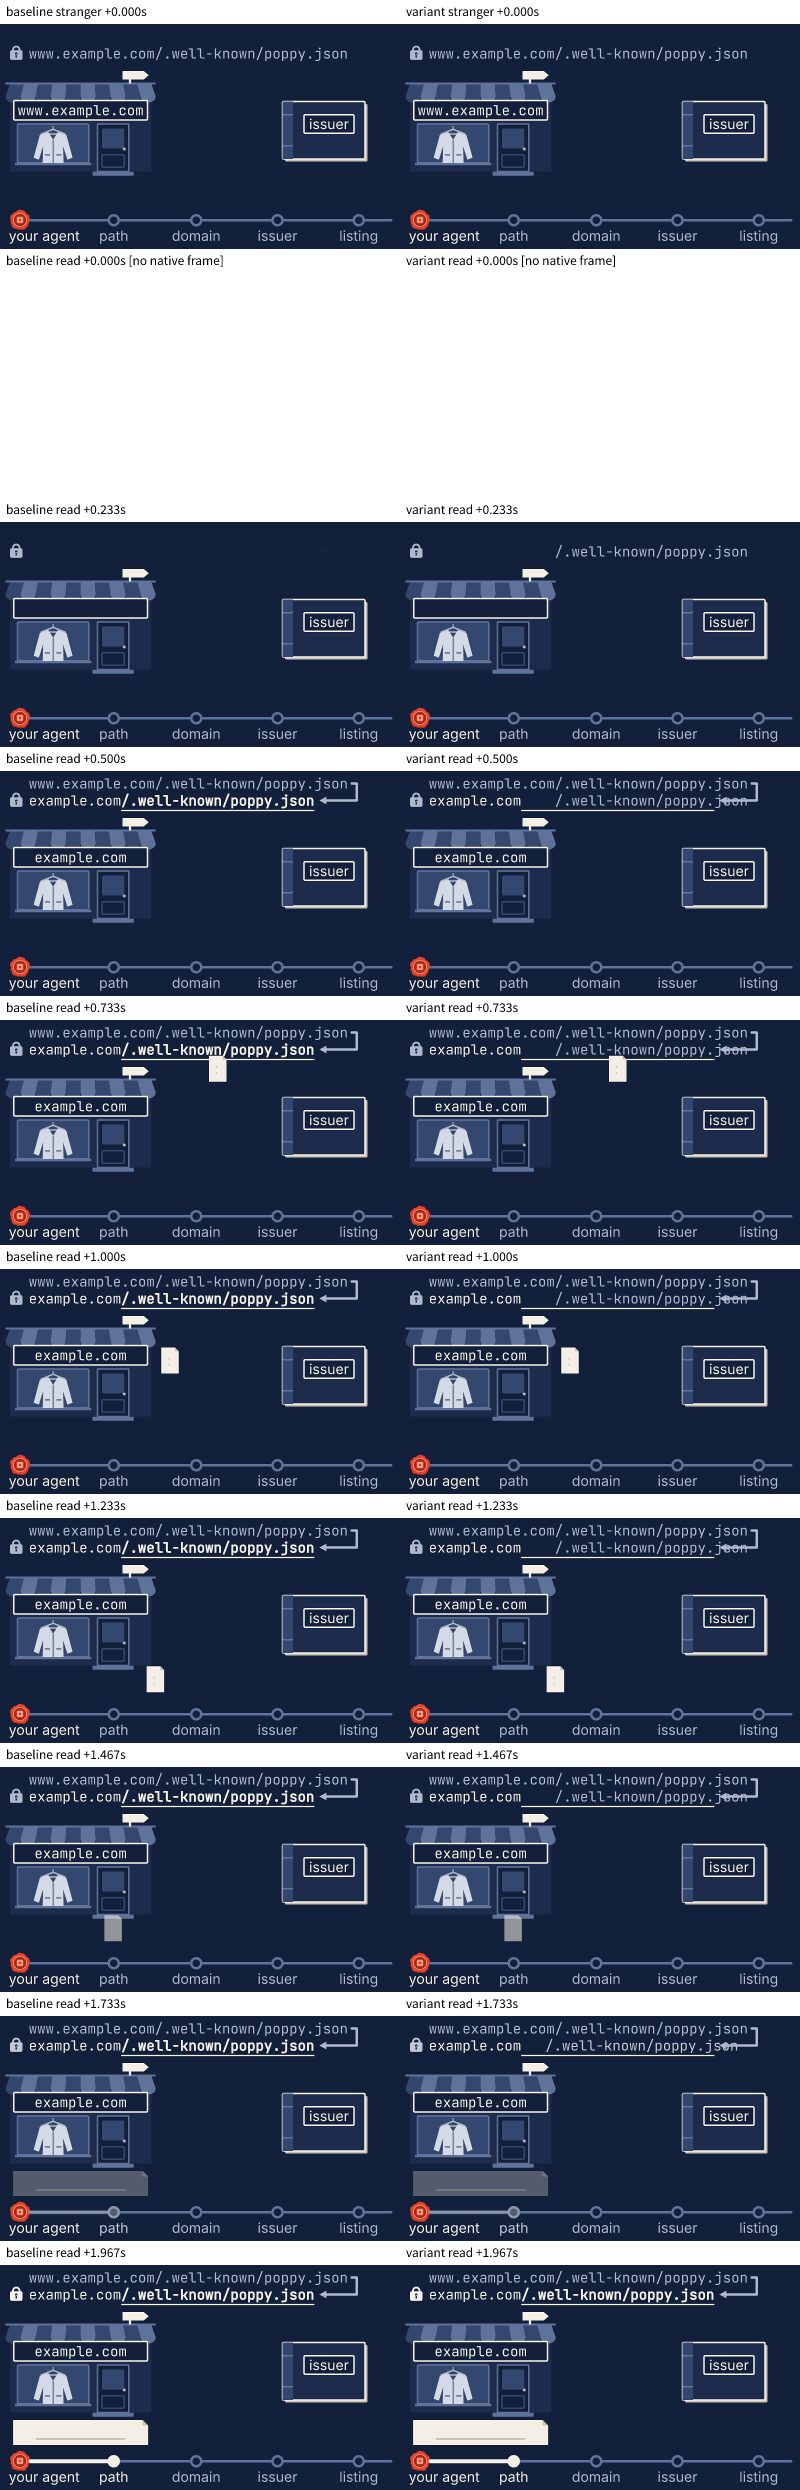 baseline stranger +0.000s variant stranger +0.000s
www.example.com/.well-known/poppy.json www.example.com/.well-known/poppy.json
www.example.com issuer www.example.com issuer
your agent path domain issuer listing your agent path domain issuer listing
baseline read +0.000s [no native frame] variant read +0.000s [no native frame]
baseline read +0.233s variant read +0.233s
/.well-known/poppy.json
issuer issuer
your agent path domain issuer listing your agent path domain issuer listing
baseline read +0.500s variant read +0.500s
www.example.com/.well-known/poppy.json www.example.com/.well-known/poppy.json
example.com/.well-known/poppy.json example.com /.well-known/poppy.json
example.com issuer example.com issuer
your agent path domain issuer listing your agent path domain issuer listing
baseline read +0.733s variant read +0.733s
www.example.com/.well-known/poppy.json www.example.com/.well-known/poppy.json
example.com/.well-known/poppy.json example.com /.well-known/poppy.json
example.com issuer example.com issuer
your agent path domain issuer listing your agent path domain issuer listing
baseline read +1.000s variant read +1.000s
www.example.com/.well-known/poppy.json www.example.com/.well-known/poppy.json
example.com/.well-known/poppy.json example.com /.well-known/poppy.json
example.com issuer example.com issuer
your agent path domain issuer listing your agent path domain issuer listing
baseline read +1.233s variant read +1.233s
www.example.com/.well-known/poppy.json www.example.com/.well-known/poppy.json
example.com/.well-known/poppy.json example.com /.well-known/poppy.json
example.com issuer example.com issuer
your agent path domain issuer listing your agent path domain issuer listing
baseline read +1.467s variant read +1.467s
www.example.com/.well-known/poppy.json www.example.com/.well-known/poppy.json
example.com/.well-known/poppy.json example.com /.well-known/poppy.json
example.com issuer example.com issuer
your agent path domain issuer listing your agent path domain issuer listing
baseline read +1.733s variant read +1.733s
www.example.com/.well-known/poppy.json www.example.com/.well-known/poppy.json
example.com/.well-known/poppy.json example.com /.well-known/poppy.json
example.com issuer example.com issuer
your agent path domain issuer listing your agent path domain issuer listing
baseline read +1.967s variant read +1.967s
www.example.com/.well-known/poppy.json www.example.com/.well-known/poppy.json
example.com/.well-known/poppy.json example.com/.well-known/poppy.json
example.com issuer example.com issuer
your agent path domain issuer listing your agent path domain issuer listing